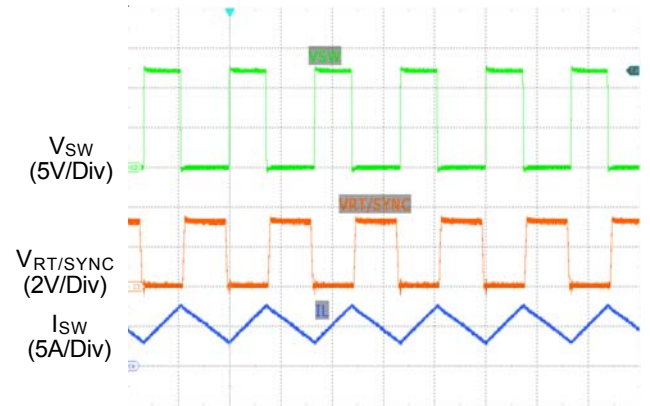 VSW
VSW
(5V/Div)
VRT/SYNC
VRT/SYNC
(2V/Div)
IL
ISW
(5A/Div)